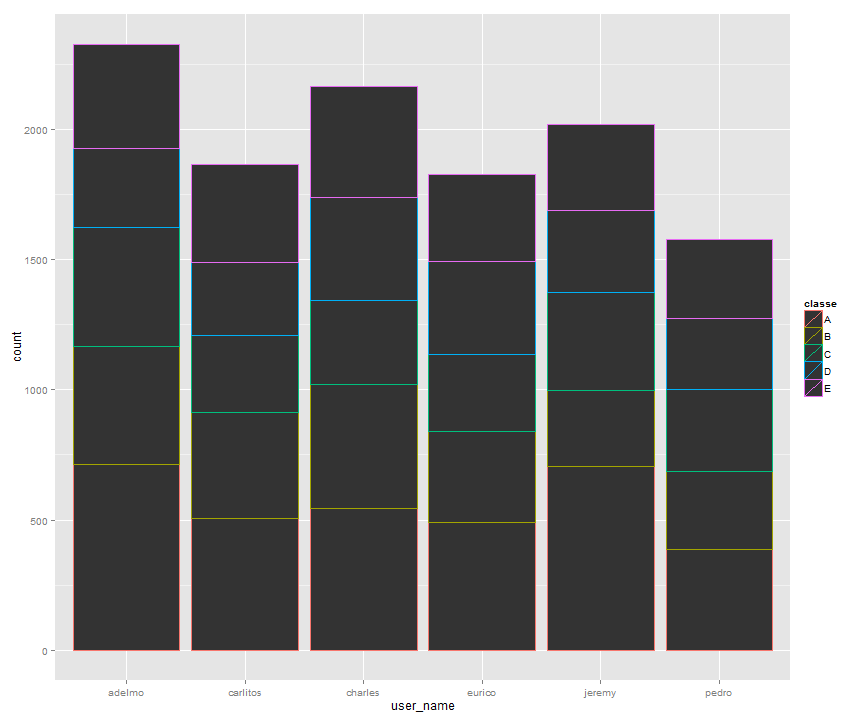 2000
1500
1000
500
0
count
adelmo
carlitos
charles
eurico
jeremy
pedro
user_name
classe
A
B
C
D
E